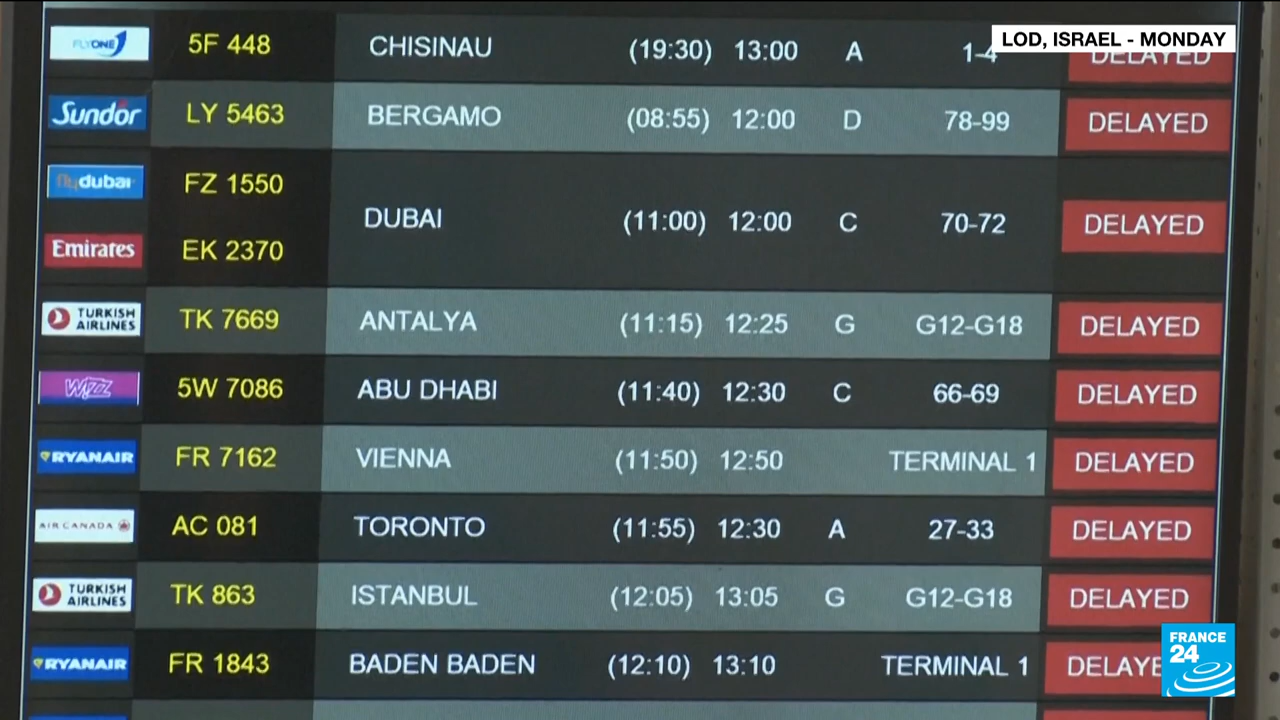 LOD, ISRAEL - MONDAY
FLYONE 5F 448 CHISINAU (19:30) 13:00 A 1-4 DELAYED
Sundor LY 5463 BERGAMO (08:55) 12:00 D 78-99 DELAYED
flydubai FZ 1550
DUBAI (11:00) 12:00 C 70-72 DELAYED
Emirates EK 2370
TURKISH AIRLINES TK 7669 ANTALYA (11:15) 12:25 G G12-G18 DELAYED
WIZZ 5W 7086 ABU DHABI (11:40) 12:30 C 66-69 DELAYED
RYANAIR FR 7162 VIENNA (11:50) 12:50 TERMINAL 1 DELAYED
AIR CANADA AC 081 TORONTO (11:55) 12:30 A 27-33 DELAYED
TURKISH AIRLINES TK 863 ISTANBUL (12:05) 13:05 G G12-G18 DELAYED
RYANAIR FR 1843 BADEN BADEN (12:10) 13:10 TERMINAL 1 DELAYE
FRANCE 24